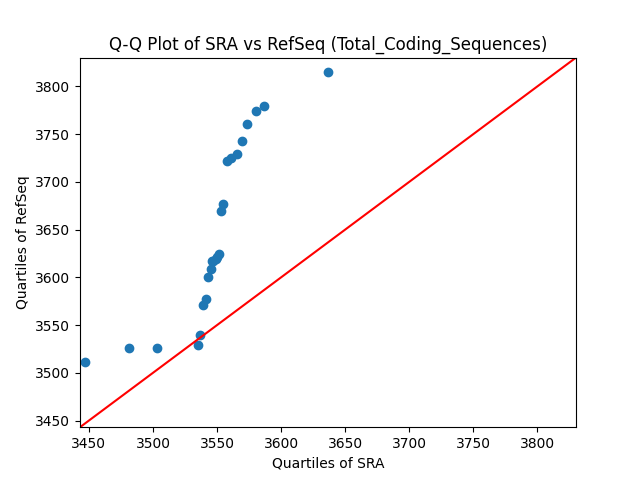 Q-Q Plot of SRA vs RefSeq (Total_Coding_Sequences)
3800
3750
3700
3650
3600
3550
3500
3450
Quartiles of RefSeq
3450 3500 3550 3600 3650 3700 3750 3800
Quartiles of SRA